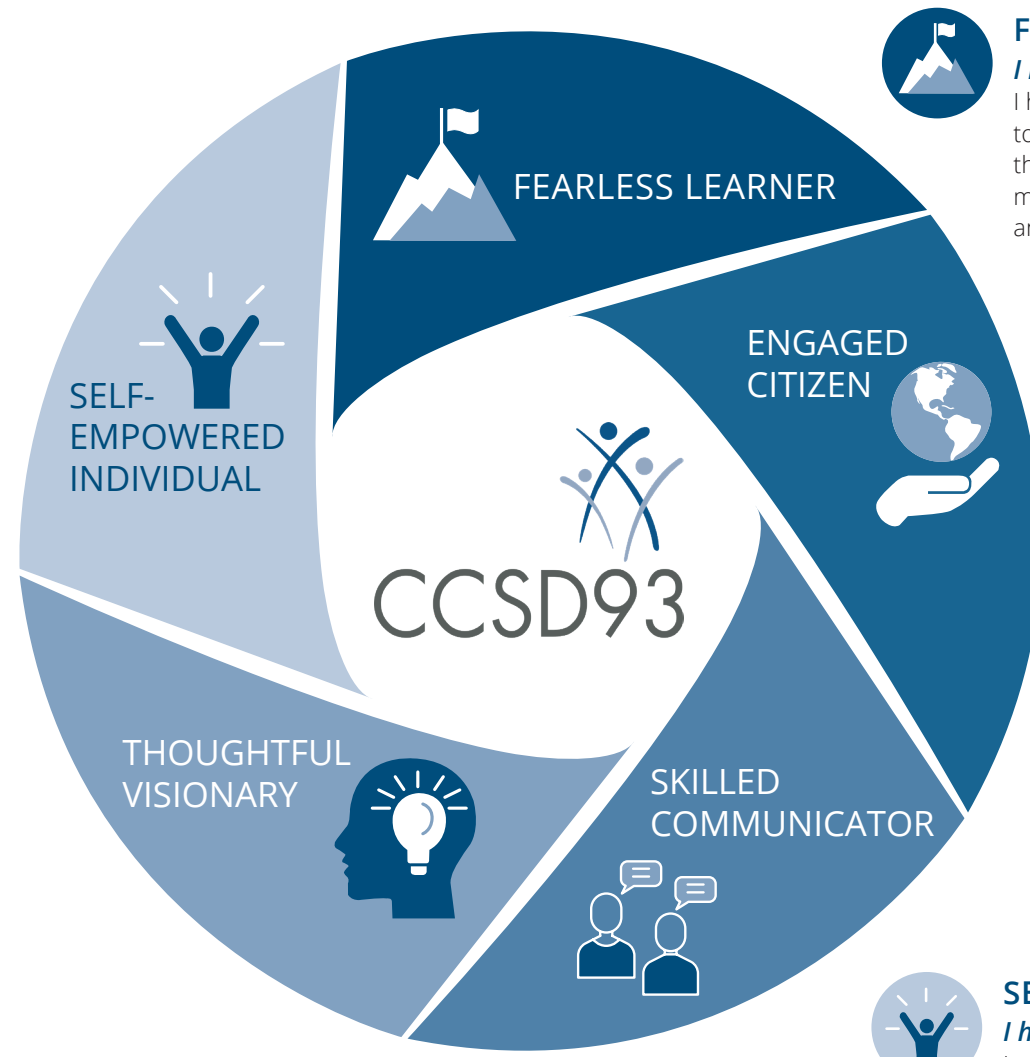 FEARLESS LEARNER
ENGAGED
CITIZEN
SELF-
EMPOWERED
INDIVIDUAL
CCSD93
THOUGHTFUL
VISIONARY
SKILLED
COMMUNICATOR
I
I h